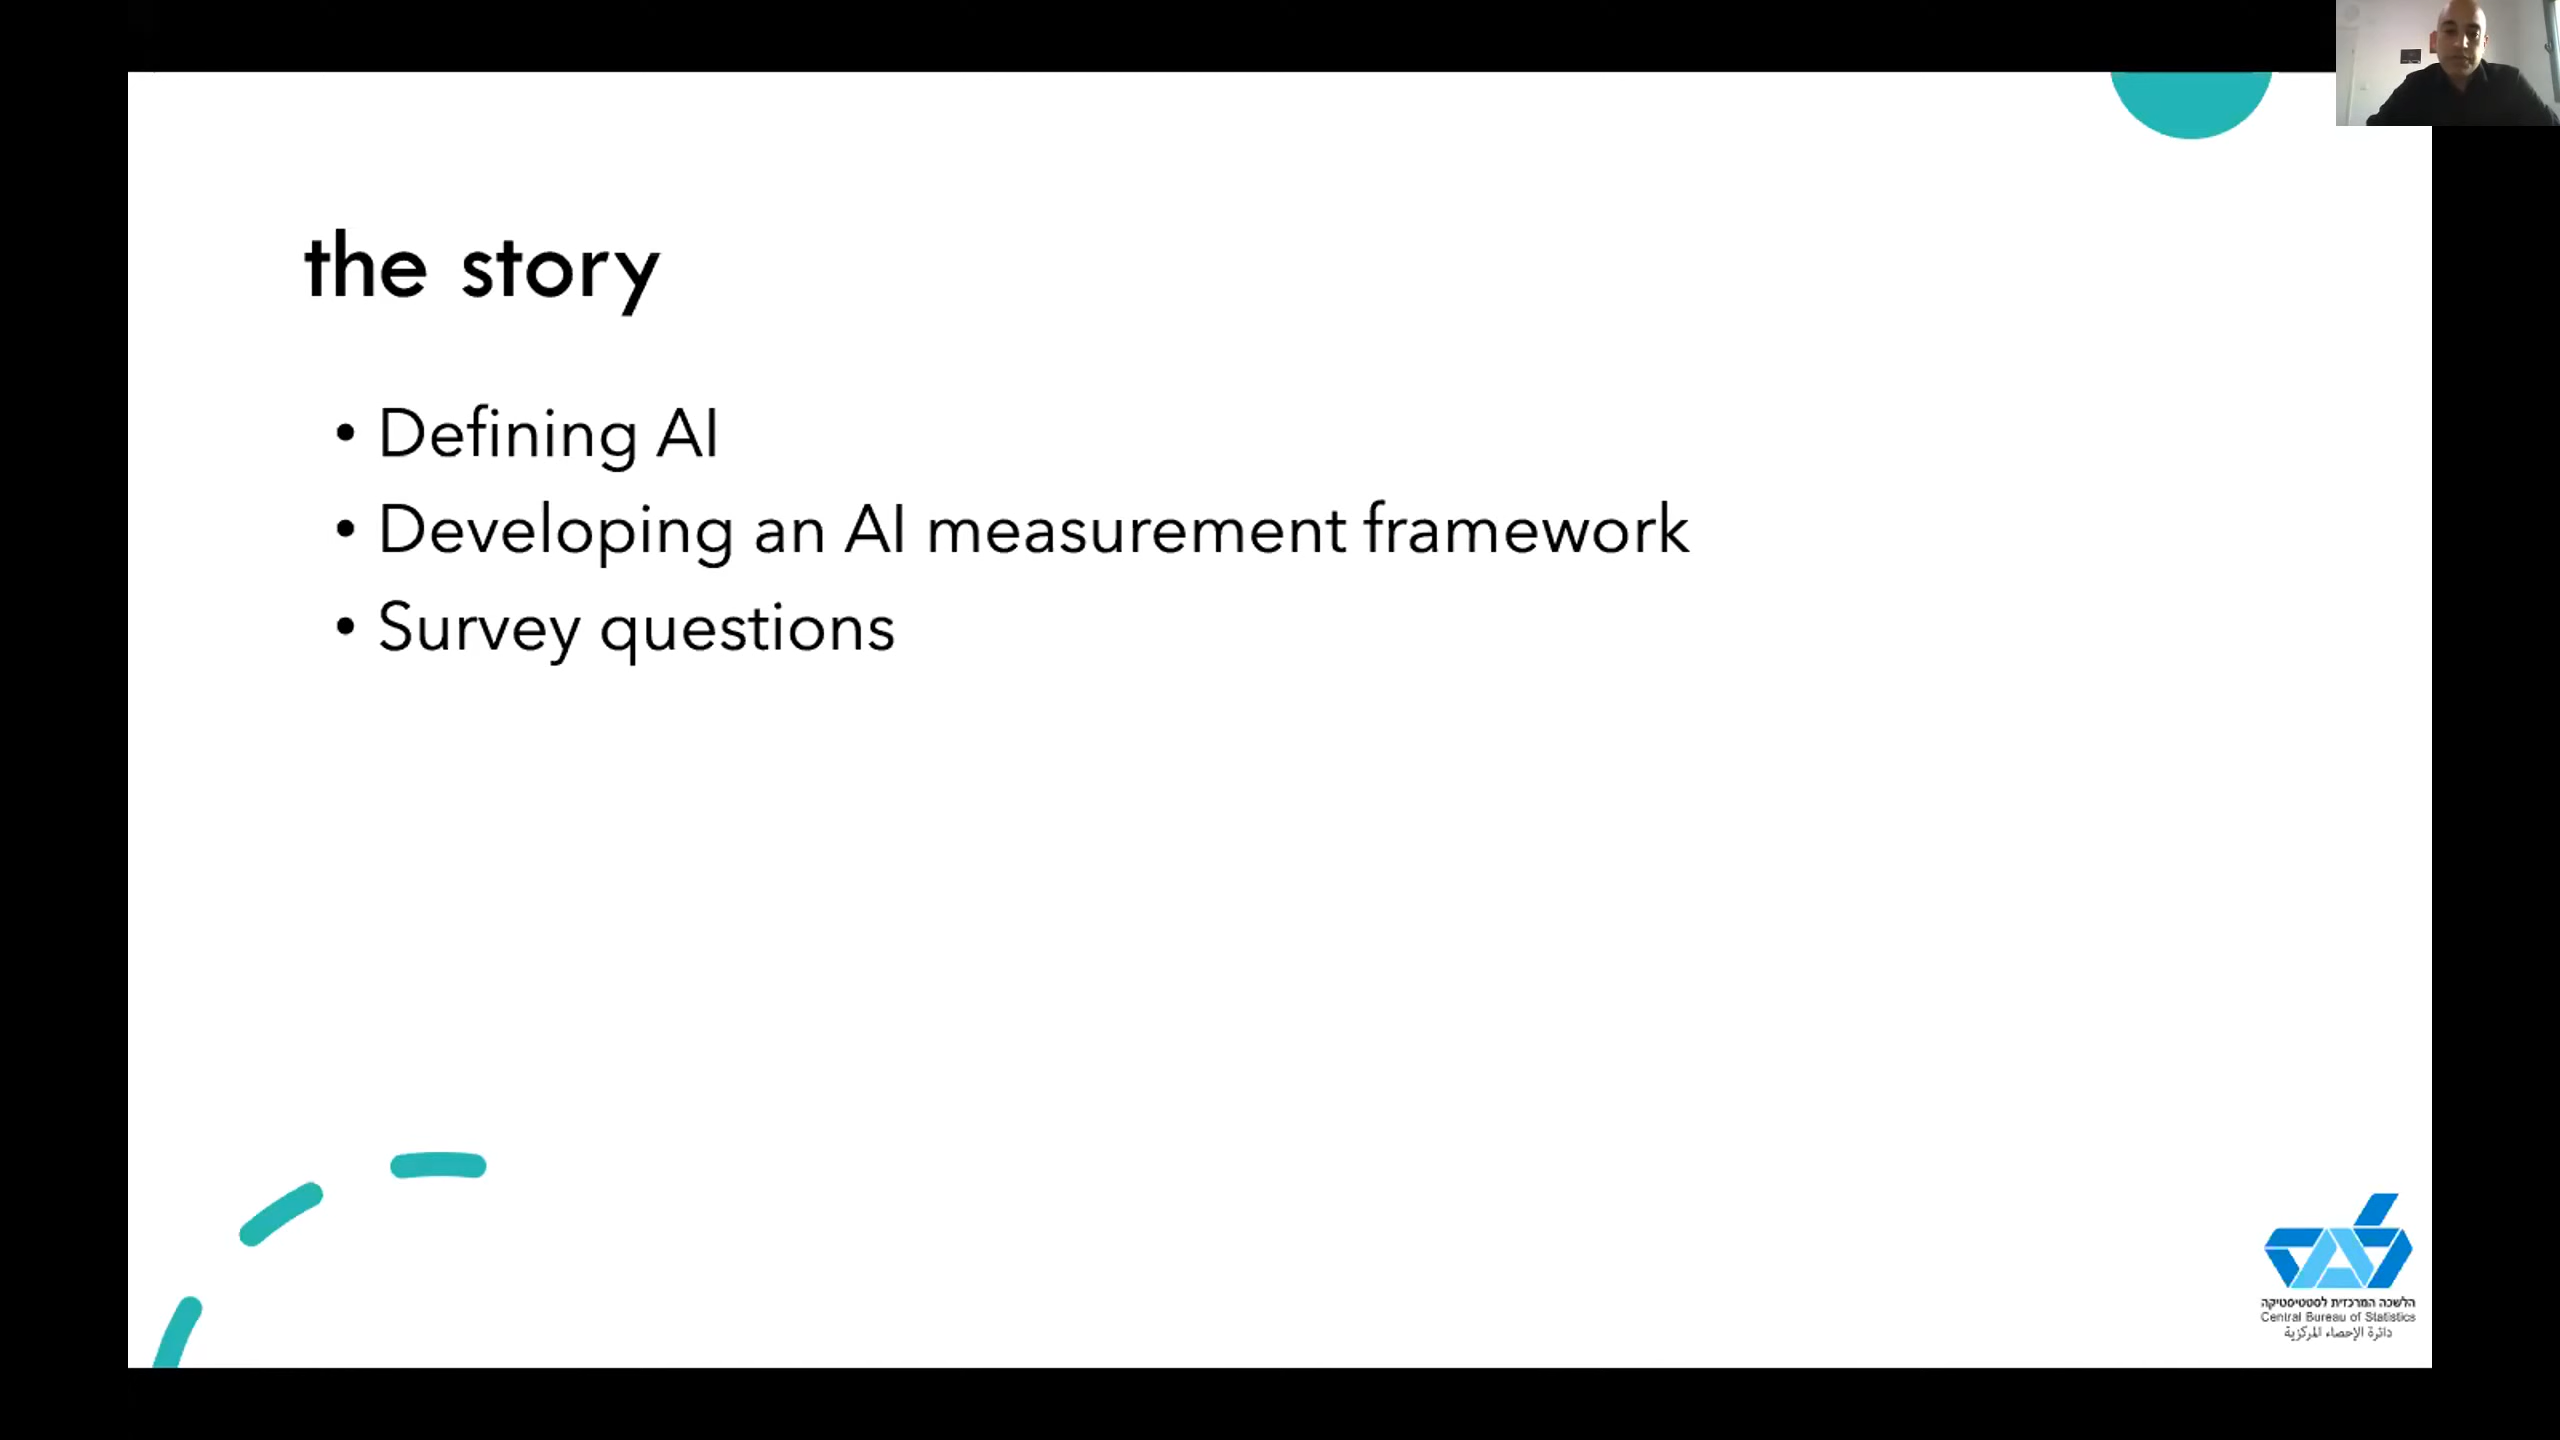 the story
• Defining AI
• Developing an AI measurement framework
• Survey questions
הלשכה המרכזית לסטטיסטיקה
Central Bureau of Statistics
دائرة الإحصاء المركزية